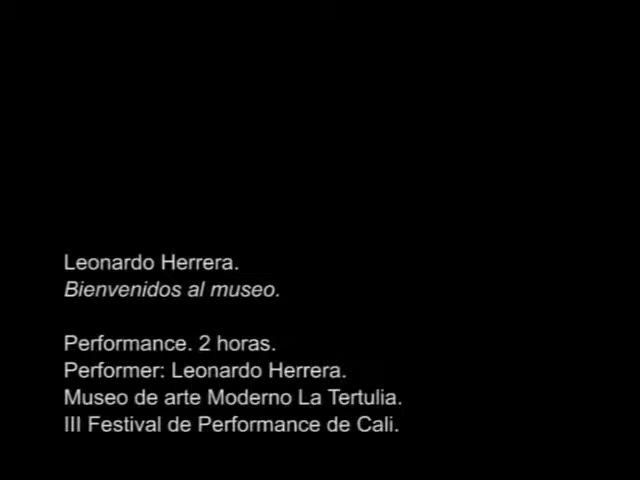 Leonardo Herrera.
Bienvenidos al museo.
Performance. 2 horas.
Performer: Leonardo Herrera.
Museo de arte Moderno La Tertulia.
III Festival de Performance de Cali.